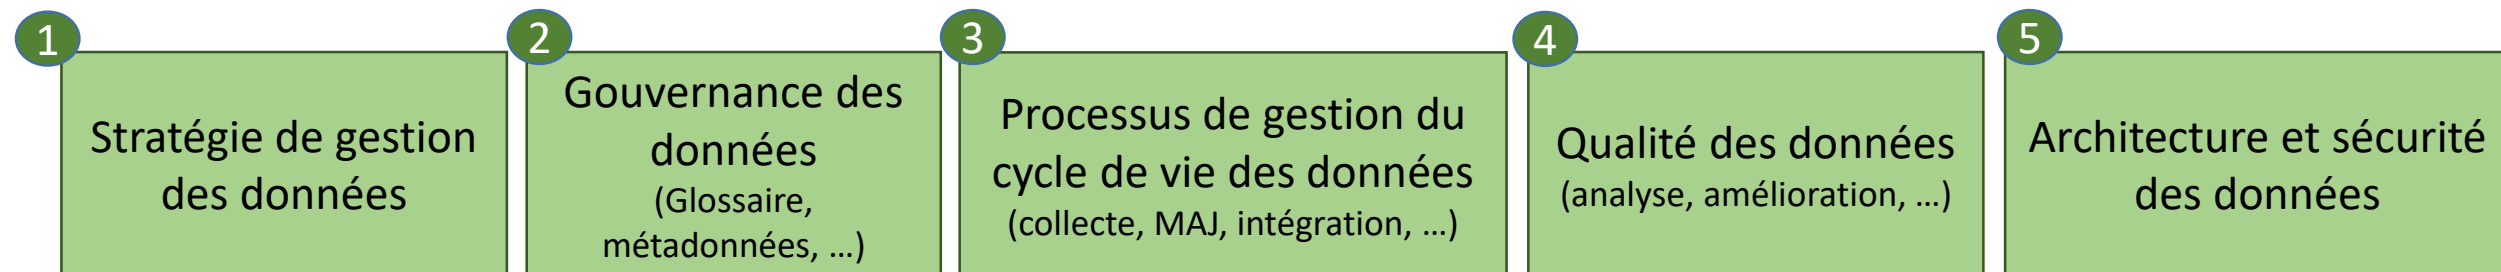 1
Stratégie de gestion
des données
2
Gouvernance des
données
(Glossaire,
métadonnées, …)
3
Processus de gestion du
cycle de vie des données
(collecte, MAJ, intégration, …)
4
Qualité des données
(analyse, amélioration, …)
5
Architecture et sécurité
des données